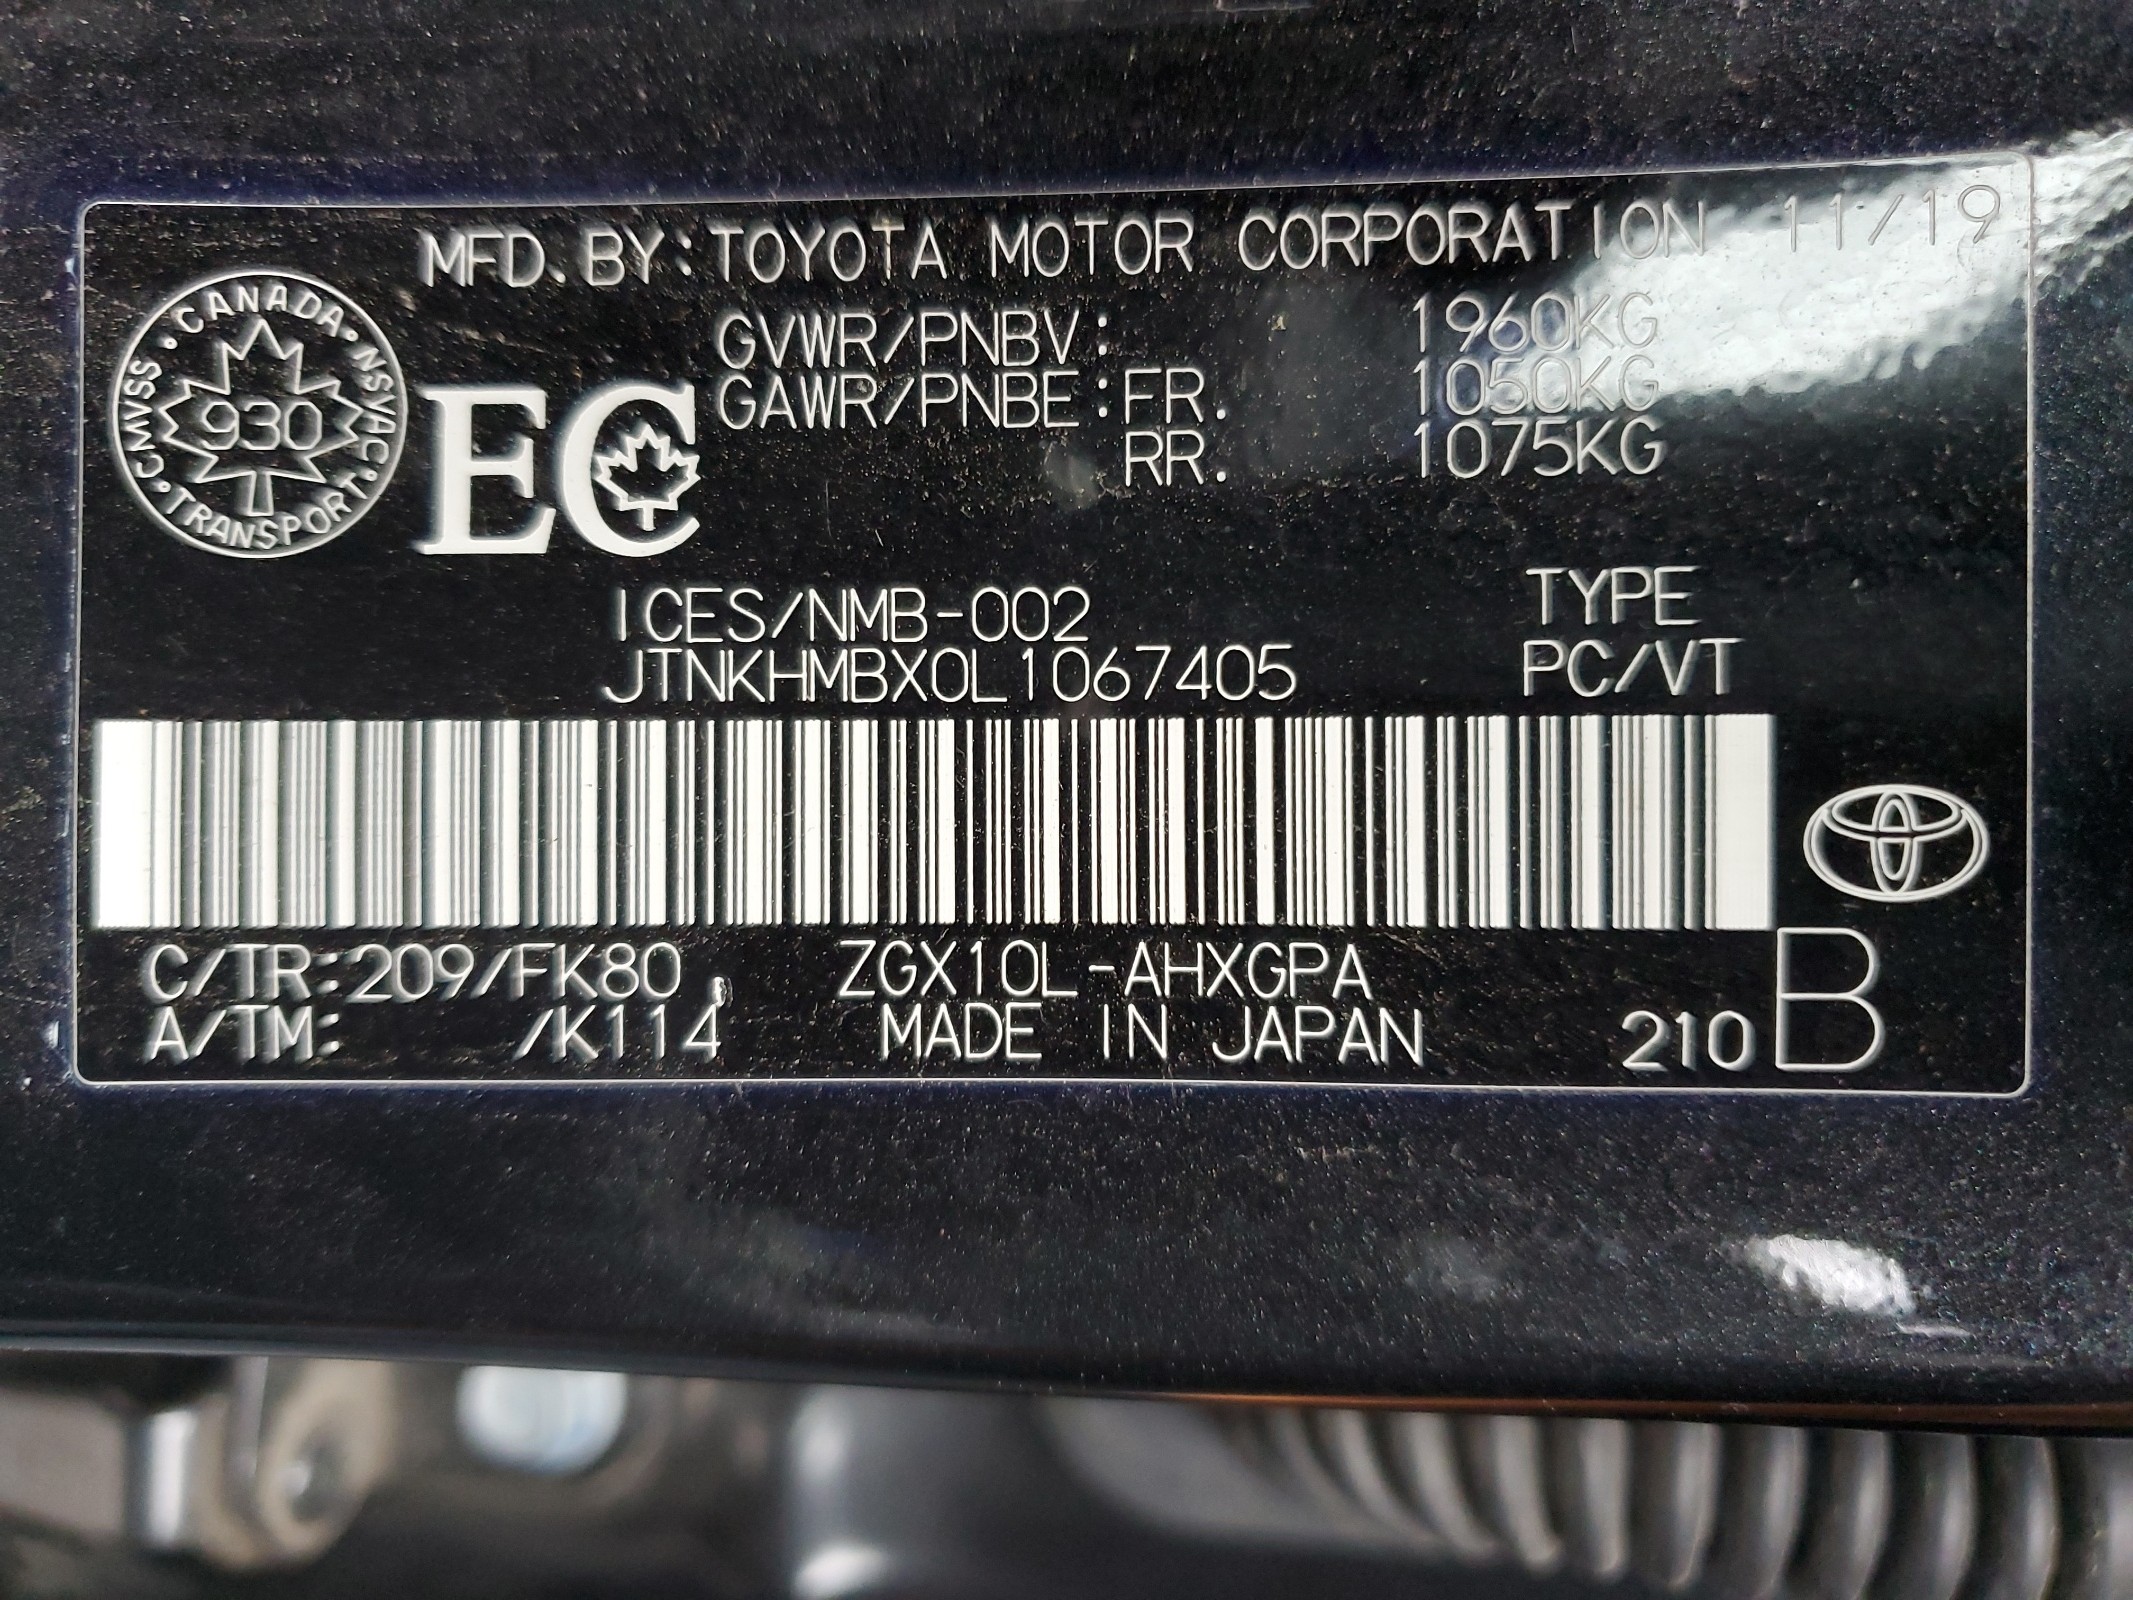 MFD. BY: TOYOTA MOTOR CORPORATION 11/19
CANADA · NSVAC · TRANSPORT · CMVSS ·
930
EC
GVWR/PNBV: 1960KG
GAWR/PNBE: FR. 1050KG
RR. 1075KG
ICES/NMB-002 TYPE
JTNKHMBX0L1067405 PC/VT
C/TR: 209/FK80, ZGX10L-AHXGPA
A/TM: /K114 MADE IN JAPAN 210 B